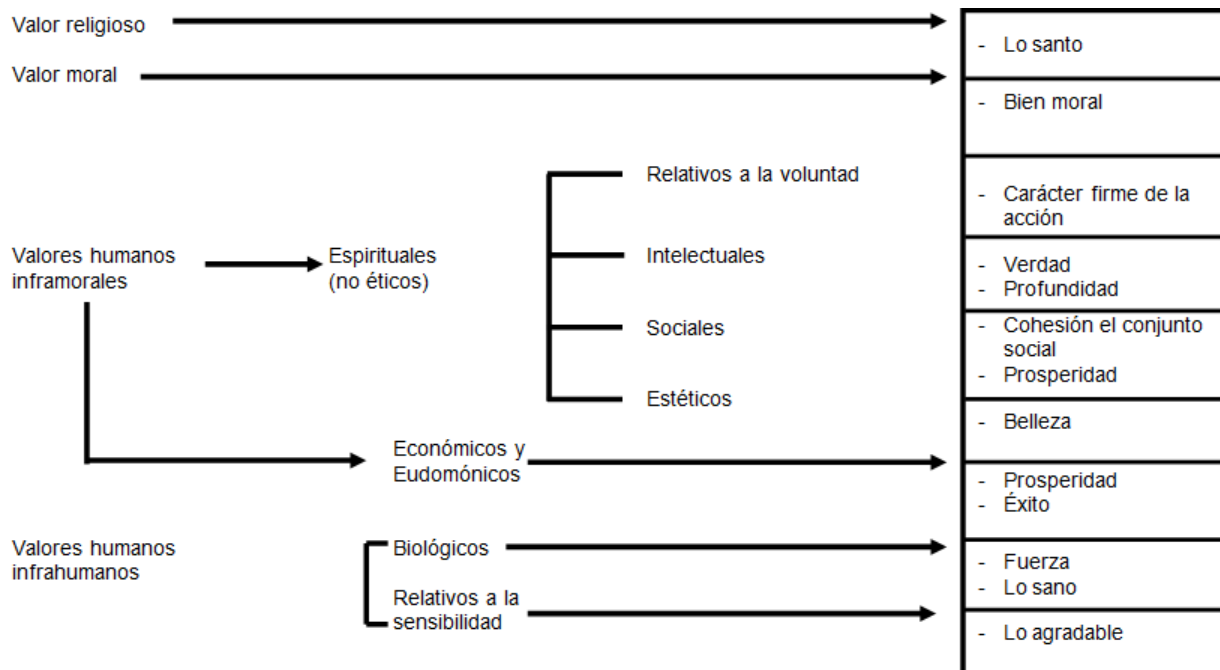 Valor religioso
- Lo santo
Valor moral
- Bien moral
Relativos a la voluntad
- Carácter firme de la
acción
Valores humanos
inframorales
Espirituales
(no éticos)
Intelectuales
- Verdad
- Profundidad
Sociales
- Cohesión el conjunto
social
- Prosperidad
Estéticos
- Belleza
Económicos y
Eudomónicos
- Prosperidad
- Éxito
Valores humanos
infrahumanos
Biológicos
- Fuerza
- Lo sano
Relativos a la
sensibilidad
- Lo agradable